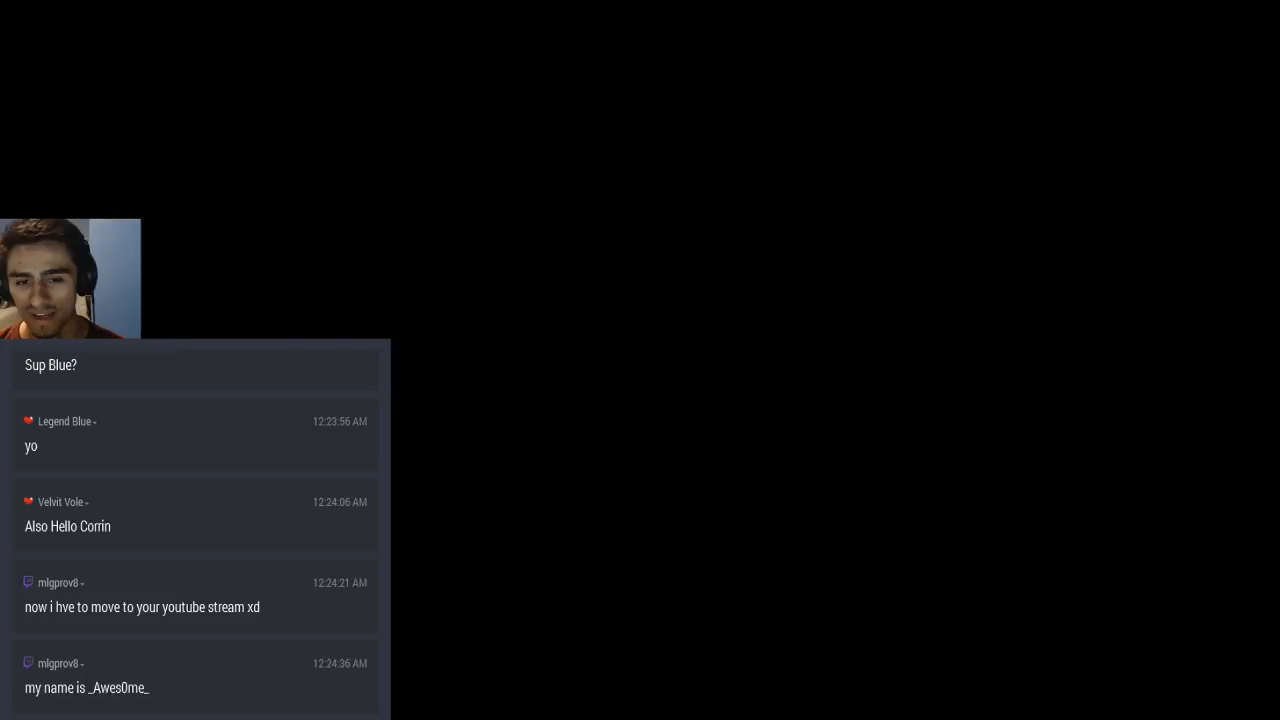 Sup Blue?
Legend Blue
12:23:56 AM
yo
Velvit Vole
12:24:06 AM
Also Hello Corrin
mlgprov8
12:24:21 AM
now i hve to move to your youtube stream xd
mlgprov8
12:24:36 AM
my name is _Awes0me_